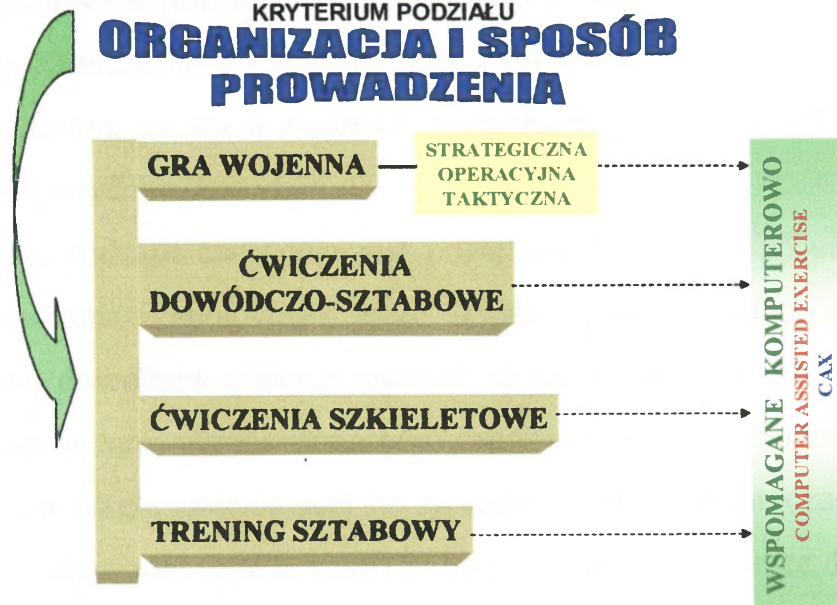 KRYTERIUM PODZIAŁU
ORGANIZACJA I SPOSÓB
PROWADZENIA
GRA WOJENNA
STRATEGICZNA
OPERACYJNA
TAKTYCZNA
ĆWICZENIA
DOWÓDCZO-SZTABOWE
ĆWICZENIA SZKIELETOWE
TRENING SZTABOWY
WSPOMAGANE KOMPUTEROWO
COMPUTER ASSISTED EXERCISE
CAX